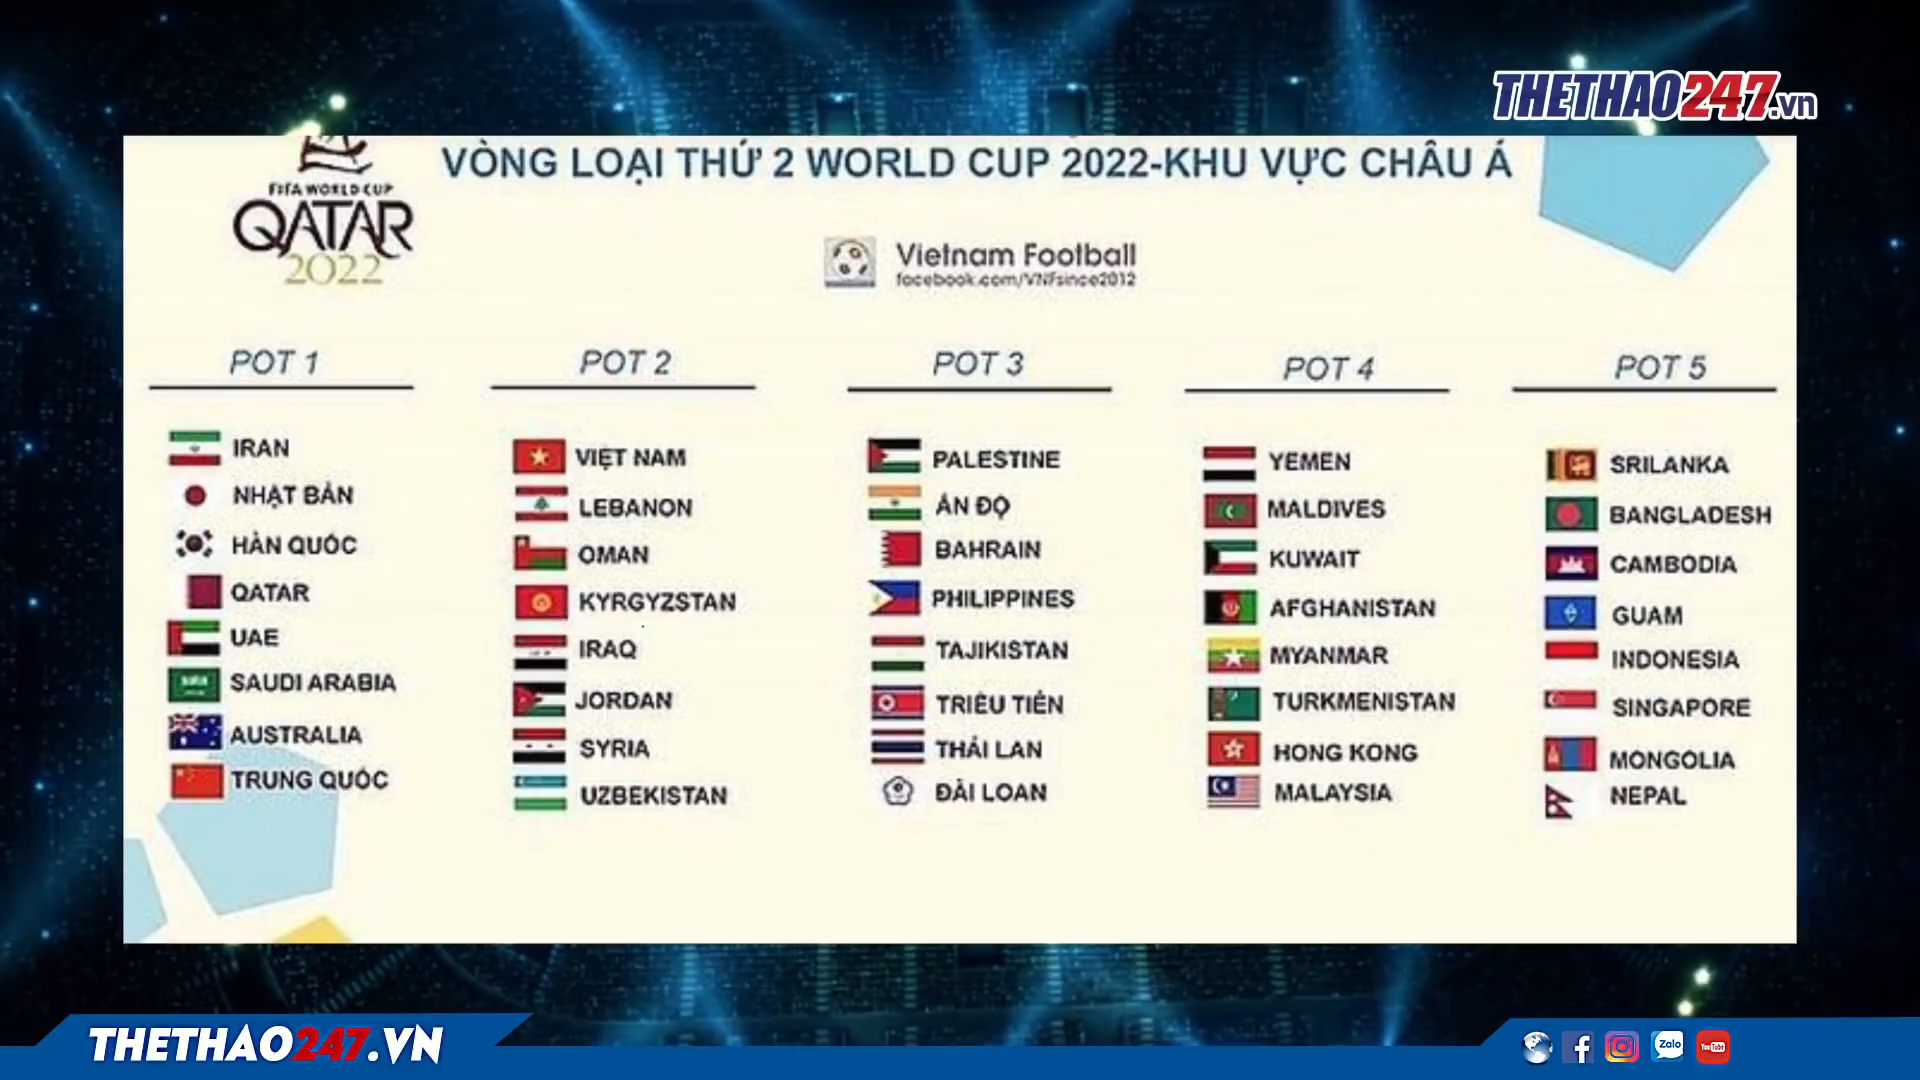 THETHAO247.vn
VÒNG LOẠI THỨ 2 WORLD CUP 2022-KHU VỰC CHÂU Á
FIFA WORLD CUP
QATAR
2022
Vietnam Football
facebook.com/VNFsince2012
POT 1
IRAN
NHẬT BẢN
HÀN QUỐC
QATAR
UAE
SAUDI ARABIA
AUSTRALIA
TRUNG QUỐC
POT 2
VIỆT NAM
LEBANON
OMAN
KYRGYZSTAN
IRAQ
JORDAN
SYRIA
UZBEKISTAN
POT 3
PALESTINE
ẤN ĐỘ
BAHRAIN
PHILIPPINES
TAJIKISTAN
TRIỀU TIÊN
THÁI LAN
ĐÀI LOAN
POT 4
YEMEN
MALDIVES
KUWAIT
AFGHANISTAN
MYANMAR
TURKMENISTAN
HONG KONG
MALAYSIA
POT 5
SRILANKA
BANGLADESH
CAMBODIA
GUAM
INDONESIA
SINGAPORE
MONGOLIA
NEPAL
THETHAO247.VN
Zalo
YouTube